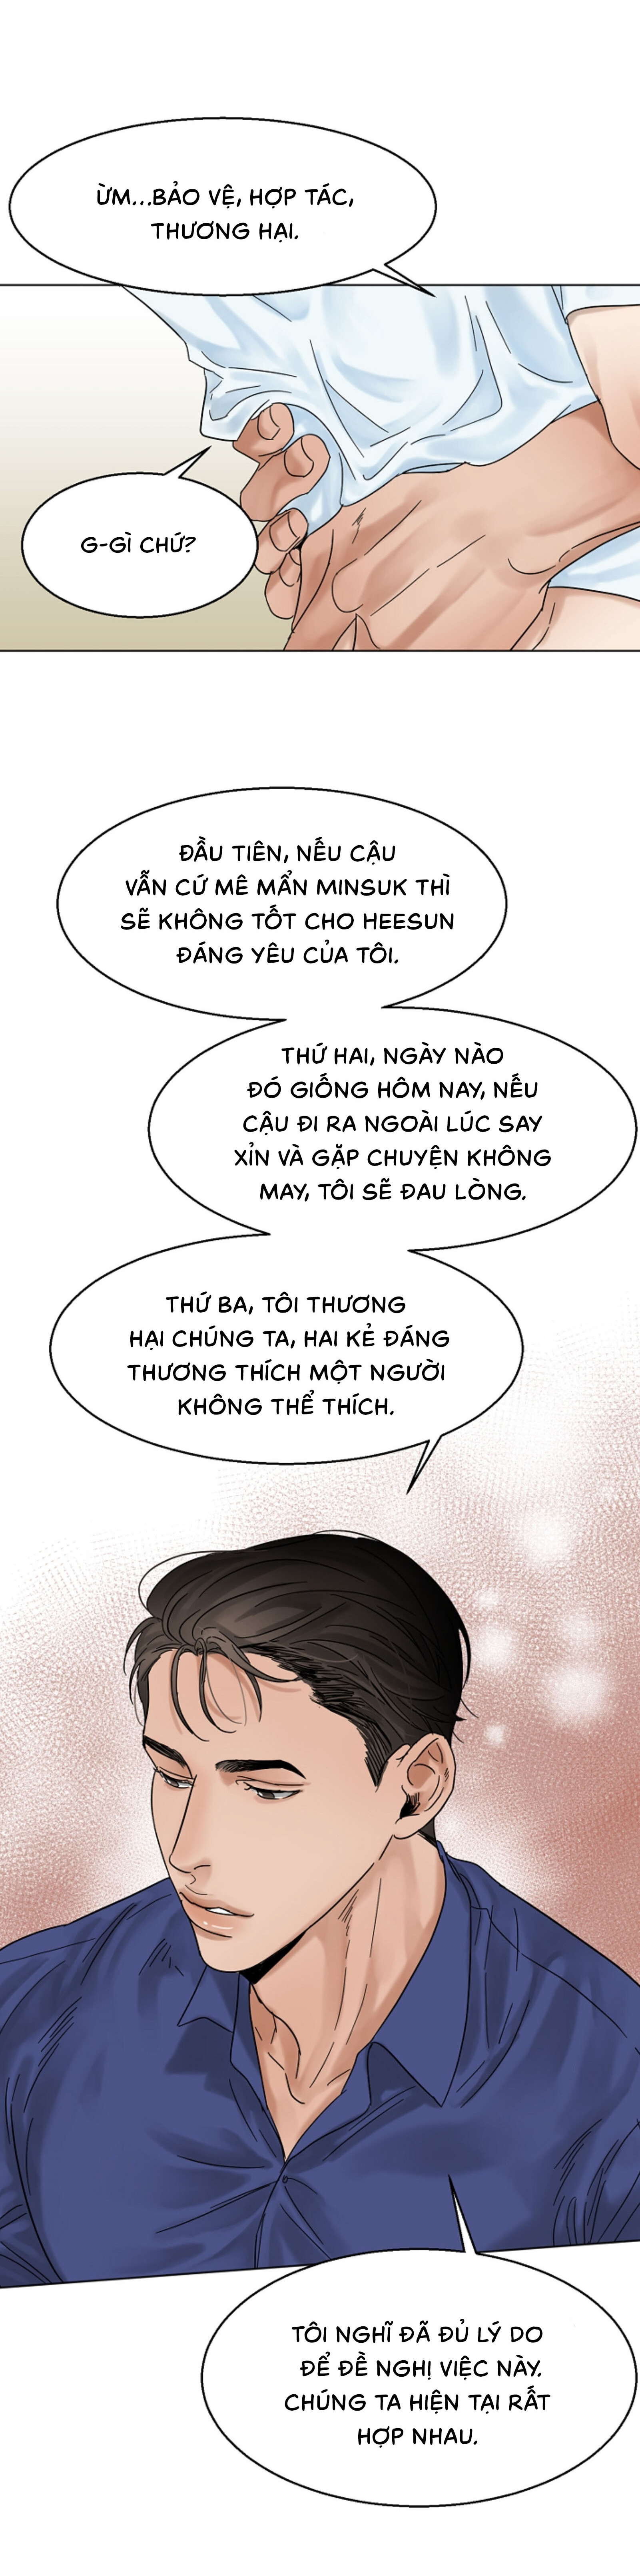 ỪM...BẢO VỆ, HỢP TÁC,
THƯƠNG HẠI.
G-GÌ CHỨ?
ĐẦU TIÊN, NẾU CẬU
VẪN CỨ MÊ MẨN MINSUK THÌ
SẼ KHÔNG TỐT CHO HEESUN
ĐÁNG YÊU CỦA TÔI.
THỨ HAI, NGÀY NÀO
ĐÓ GIỐNG HÔM NAY, NẾU
CẬU ĐI RA NGOÀI LÚC SAY
XỈN VÀ GẶP CHUYỆN KHÔNG
MAY, TÔI SẼ ĐAU LÒNG.
THỨ BA, TÔI THƯƠNG
HẠI CHÚNG TA, HAI KẺ ĐÁNG
THƯƠNG THÍCH MỘT NGƯỜI
KHÔNG THỂ THÍCH.
TÔI NGHĨ ĐÃ ĐỦ LÝ DO
ĐỂ ĐỀ NGHỊ VIỆC NÀY.
CHÚNG TA HIỆN TẠI RẤT
HỢP NHAU.